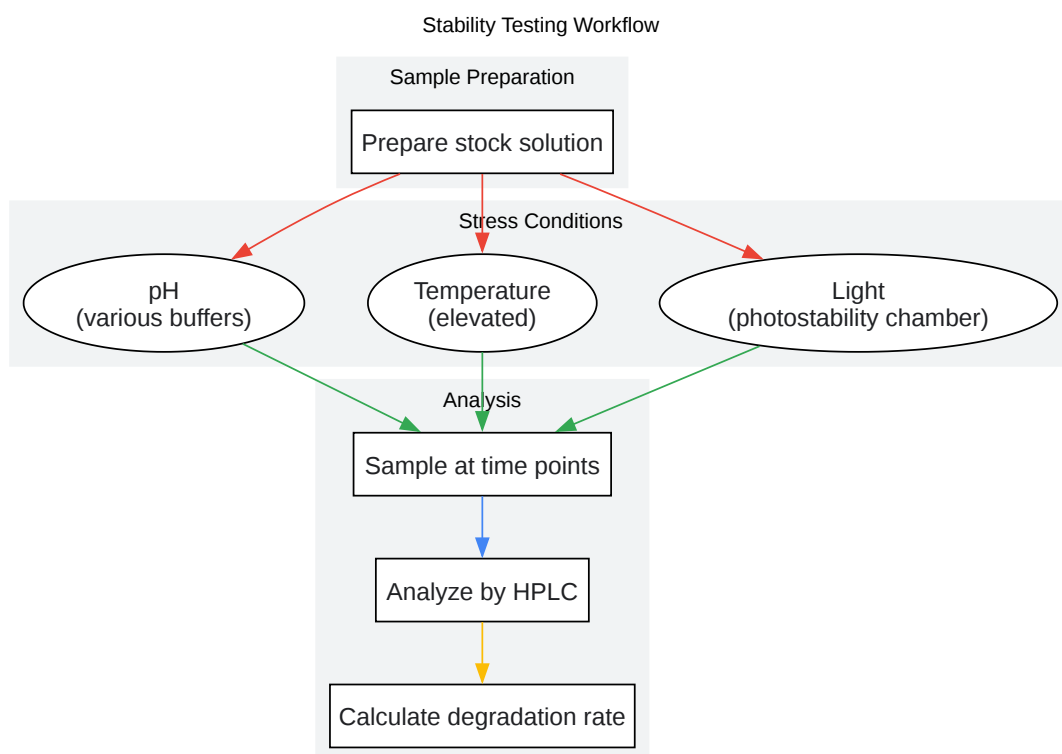 Stability Testing Workflow
Sample Preparation
Prepare stock solution
Stress Conditions
pH
(various buffers)
Temperature
(elevated)
Light
(photostability chamber)
Analysis
Sample at time points
Analyze by HPLC
Calculate degradation rate